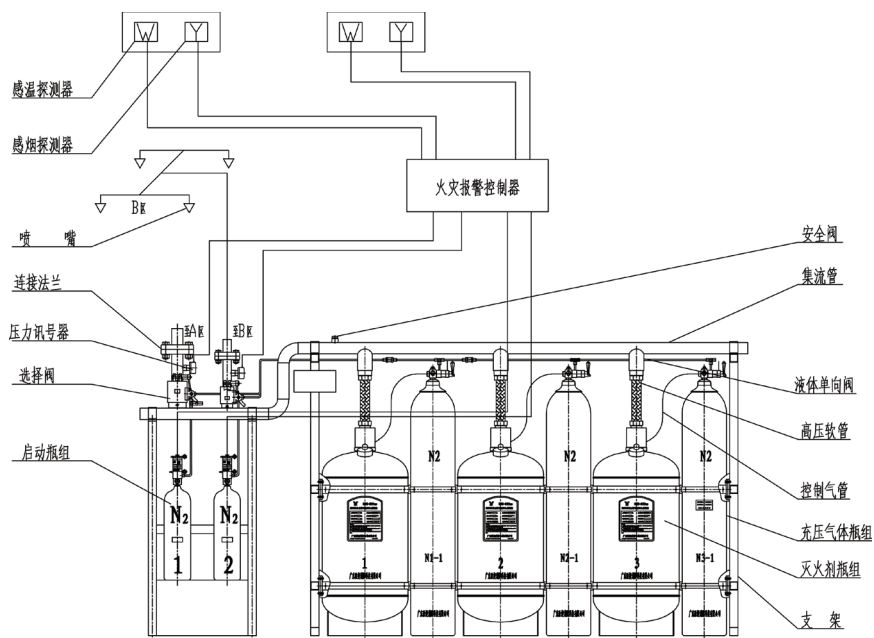 感温探测器
感烟探测器
火灾报警控制器
B区
喷 嘴
安全阀
连接法兰
集流管
至A区
至B区
压力讯号器
选择阀
液体单向阀
高压软管
启动瓶组
N2
N2
N2
控制气管
N2
N2
充压气体瓶组
1
2
1
N1-1
2
N2-1
3
N3-1
灭火剂瓶组
支 架